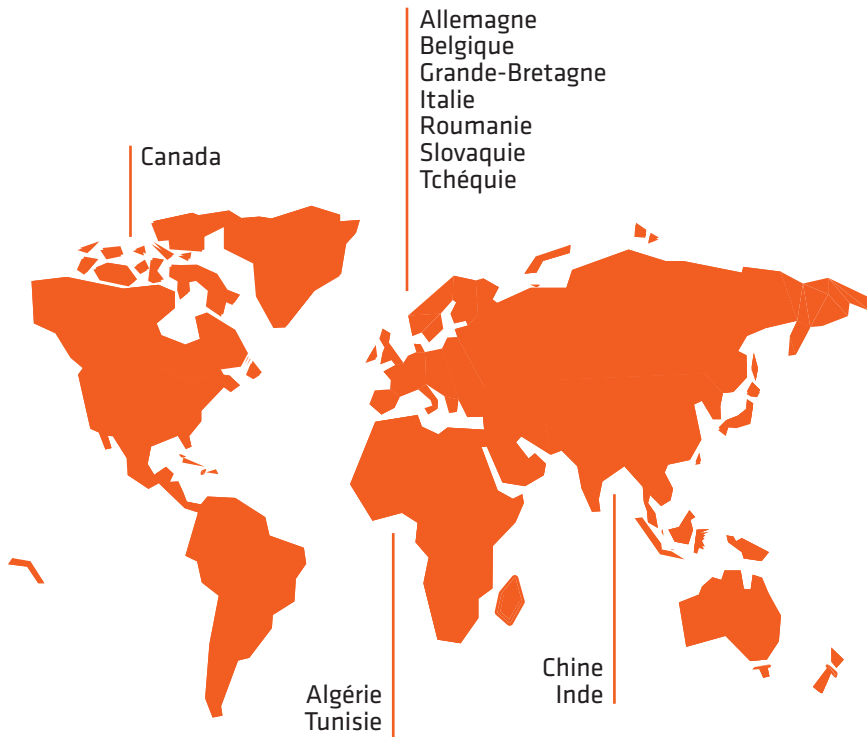 Allemagne
Belgique
Grande-Bretagne
Italie
Roumanie
Slovaquie
Tchéquie
Canada
Algérie
Tunisie
Chine
Inde